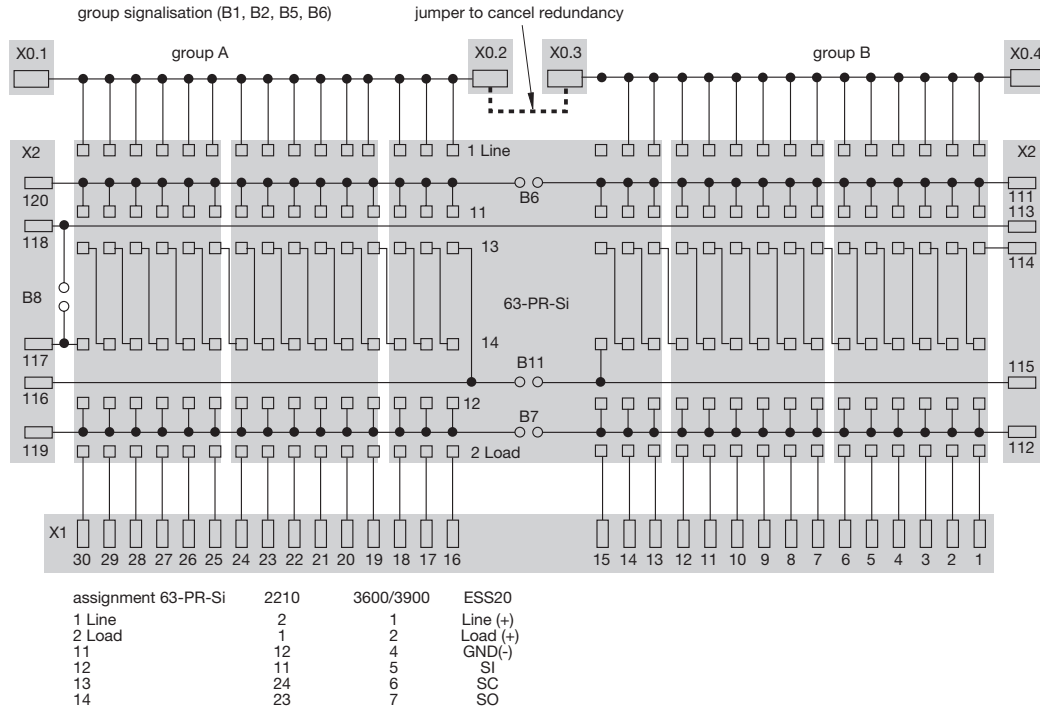 group signalisation (B1, B2, B5, B6) jumper to cancel redundancy
X0.1 group A X0.2 X0.3 group B X0.4
X2 1 Line X2
120 B6 111
11 113
118 13 114
B8 63-PR-Si
117 14
B11 115
116 12
B7
119 2 Load 112
X1
30 29 28 27 26 25 24 23 22 21 20 19 18 17 16 15 14 13 12 11 10 9 8 7 6 5 4 3 2 1
assignment 63-PR-Si 2210 3600/3900 ESS20
1 Line 2 1 Line (+)
2 Load 1 2 Load (+)
11 12 4 GND(-)
12 11 5 SI
13 24 6 SC
14 23 7 SO